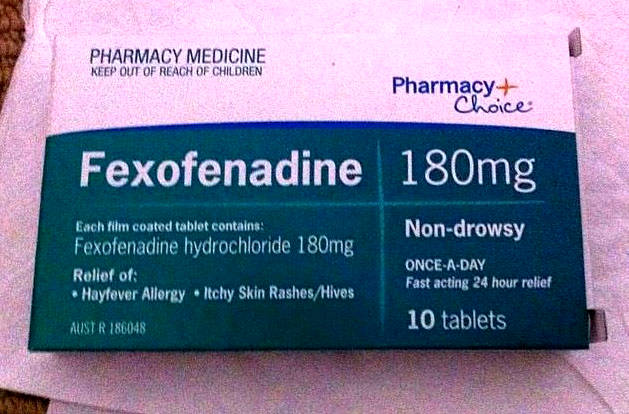 PHARMACY MEDICINE
KEEP OUT OF REACH OF CHILDREN
Pharmacy+
Choice
Fexofenadine 180mg
Each film coated tablet contains:
Fexofenadine hydrochloride 180mg
Relief of:
• Hayfever Allergy • Itchy Skin Rashes/Hives
AUST R 186048
Non-drowsy
ONCE-A-DAY
Fast acting 24 hour relief
10 tablets